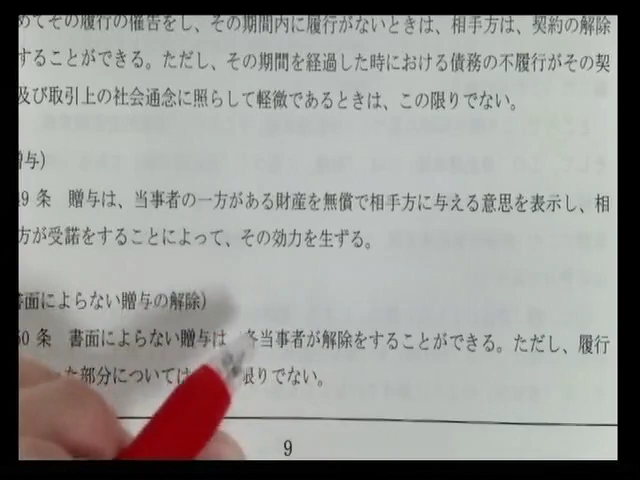 めてその履行の催告をし、その期間内に履行がないときは、相手方は、契約の解除
することができる。ただし、その期間を経過した時における債務の不履行がその契
及び取引上の社会通念に照らして軽微であるときは、この限りでない。
贈与)
49 条 贈与は、当事者の一方がある財産を無償で相手方に与える意思を表示し、相
方が受諾をすることによって、その効力を生ずる。
書面によらない贈与の解除)
50 条 書面によらない贈与は 各当事者が解除をすることができる。ただし、履行
た部分については 限りでない。
9